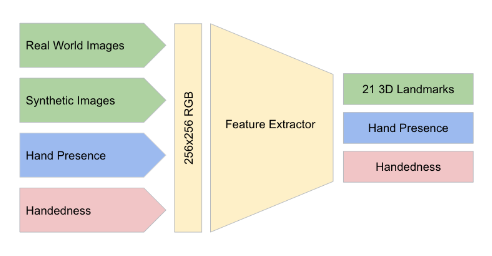 Real World Images
Synthetic Images
Hand Presence
Handedness
256x256 RGB
Feature Extractor
21 3D Landmarks
Hand Presence
Handedness